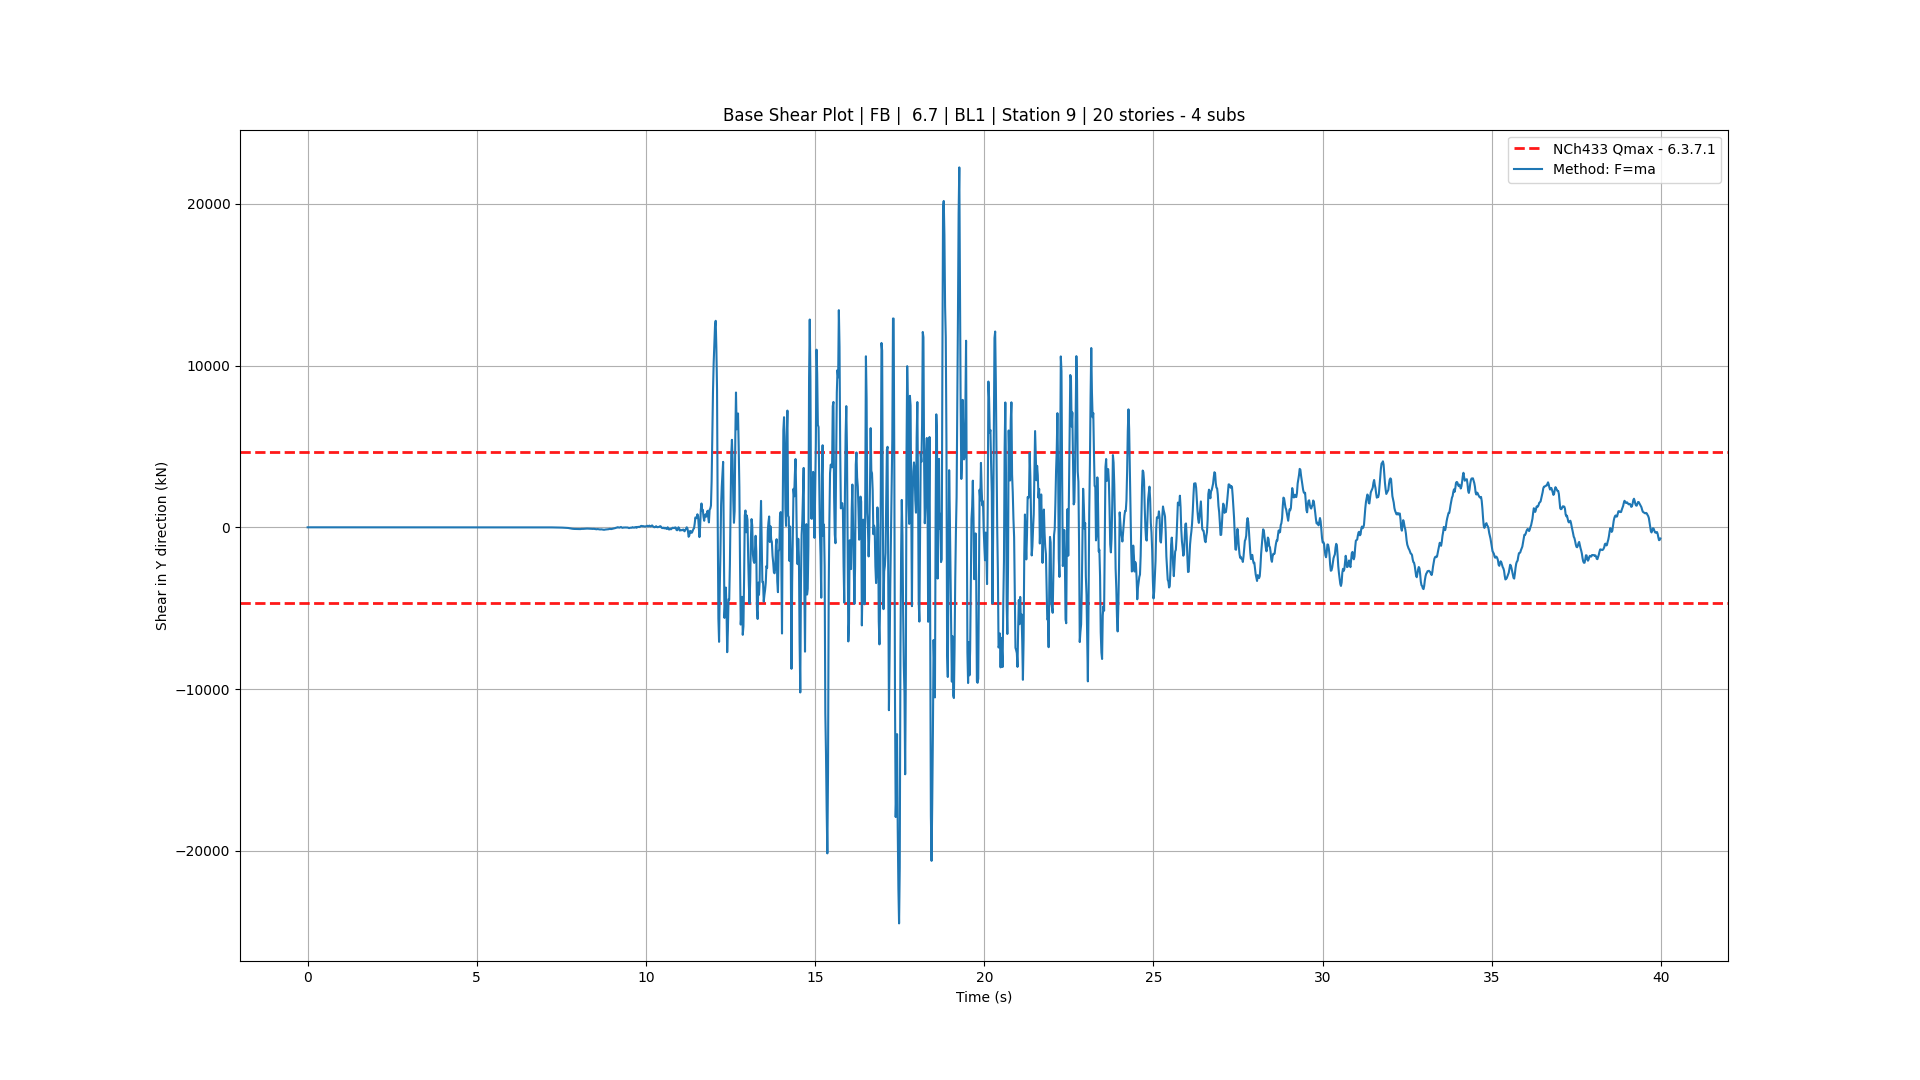 Base Shear Plot | FB |  6.7 | BL1 | Station 9 | 20 stories - 4 subs
NCh433 Qmax - 6.3.7.1
Method: F=ma
Shear in Y direction (kN)
20000
10000
0
−10000
−20000
0 5 10 15 20 25 30 35 40
Time (s)